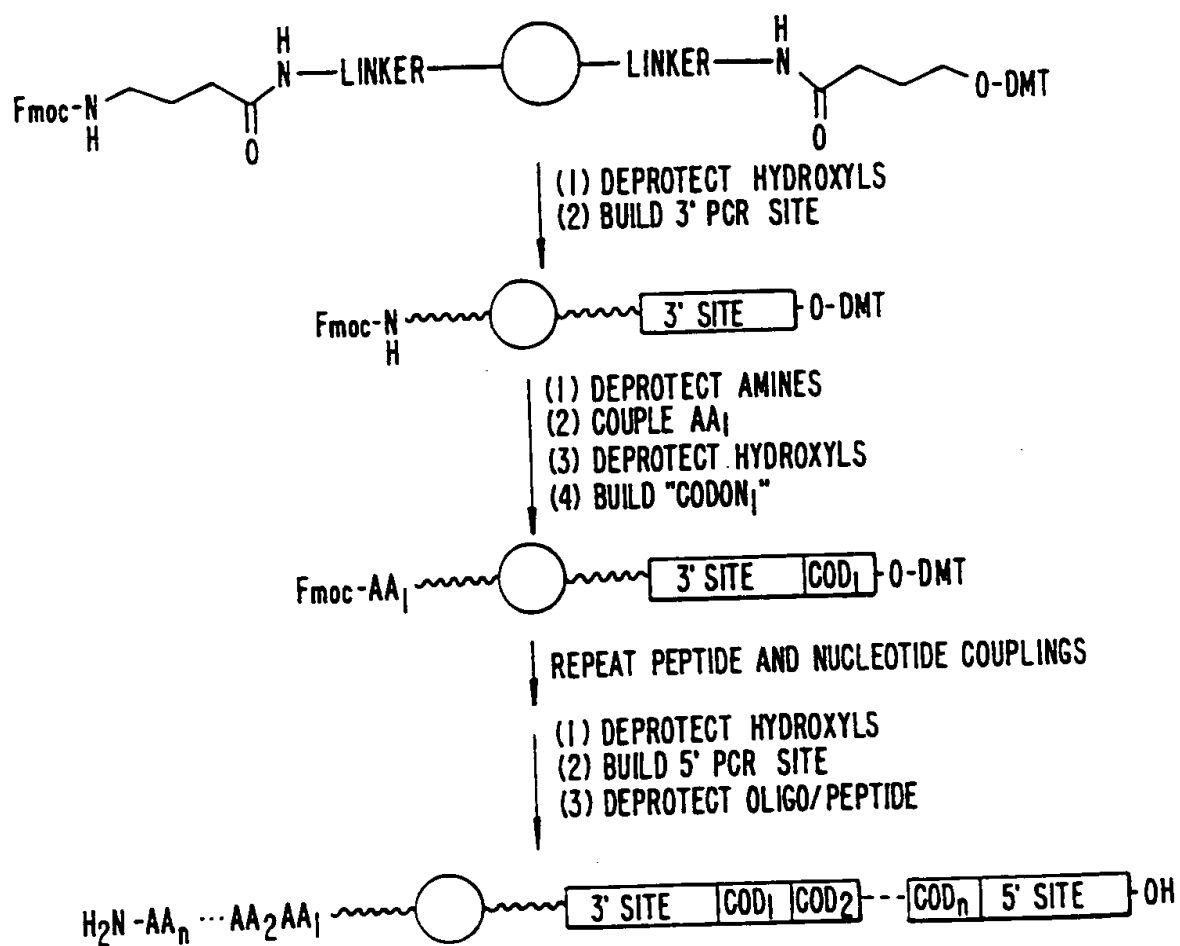 H H
Fmoc-N N—LINKER LINKER—N O-DMT
H O O
(1) DEPROTECT HYDROXYLS
(2) BUILD 3' PCR SITE
Fmoc-N 3' SITE O-DMT
H
(1) DEPROTECT AMINES
(2) COUPLE AA₁
(3) DEPROTECT HYDROXYLS
(4) BUILD "CODON₁"
Fmoc-AA₁ 3' SITE COD₁ O-DMT
REPEAT PEPTIDE AND NUCLEOTIDE COUPLINGS
(1) DEPROTECT HYDROXYLS
(2) BUILD 5' PCR SITE
(3) DEPROTECT OLIGO/PEPTIDE
H₂N-AAₙ ··· AA₂AA₁ 3' SITE COD₁ COD₂ --- CODₙ 5' SITE OH